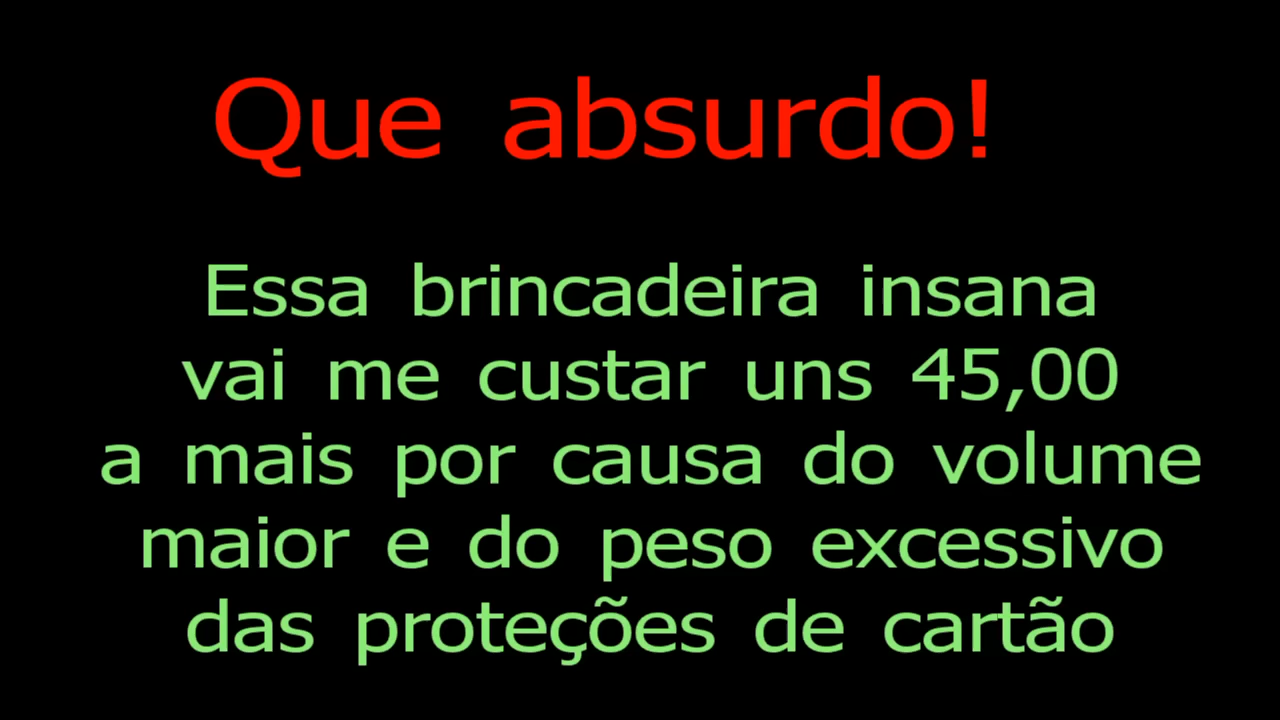 Que absurdo!
Essa brincadeira insana
vai me custar uns 45,00
a mais por causa do volume
maior e do peso excessivo
das proteções de cartão